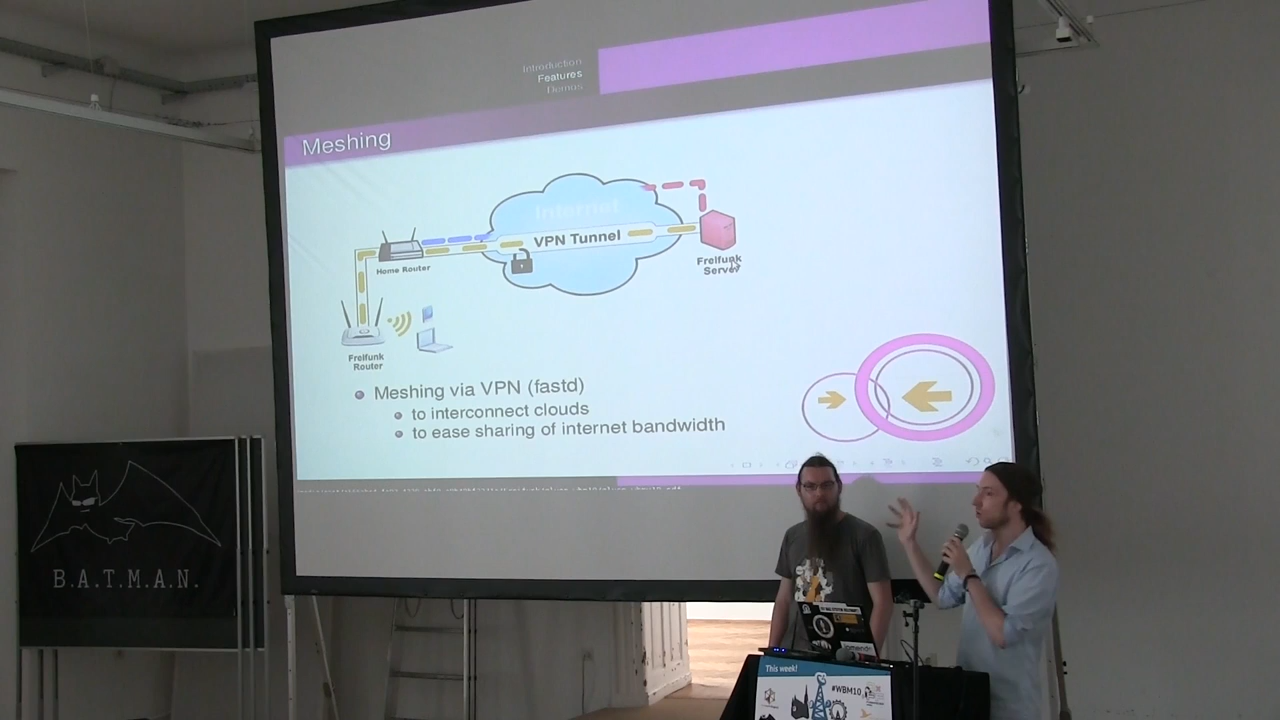 Introduction
Features
Demos
Meshing
Internet
VPN Tunnel
Home Router
Freifunk
Server
Freifunk
Router
Meshing via VPN (fastd)
to interconnect clouds
to ease sharing of internet bandwidth
B.A.T.M.A.N.
This week!
#WBM10